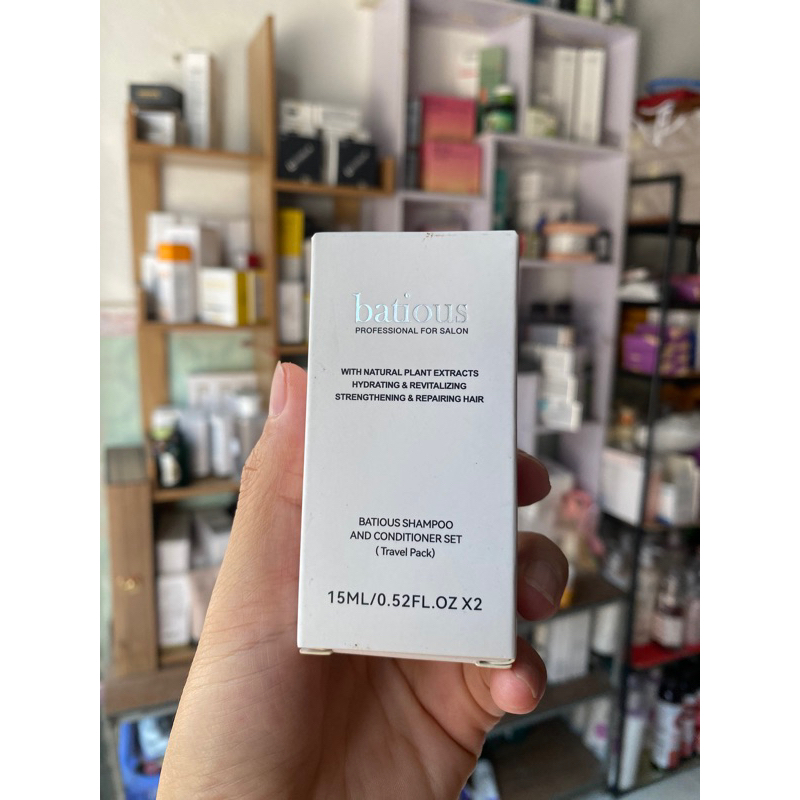 batious
PROFESSIONAL FOR SALON
WITH NATURAL PLANT EXTRACTS
HYDRATING & REVITALIZING
STRENGTHENING & REPAIRING HAIR
BATIOUS SHAMPOO
AND CONDITIONER SET
( Travel Pack)
15ML/0.52FL.OZ X2